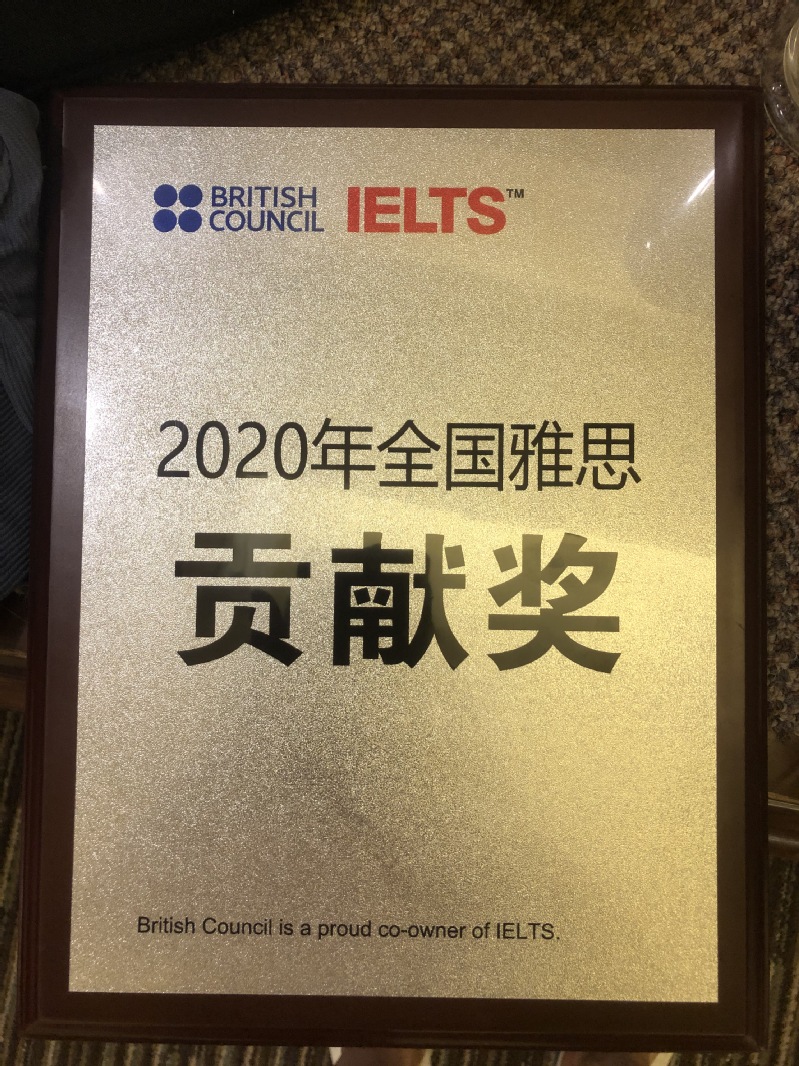 BRITISH COUNCIL IELTS™
2020年全国雅思
贡献奖
British Council is a proud co-owner of IELTS.